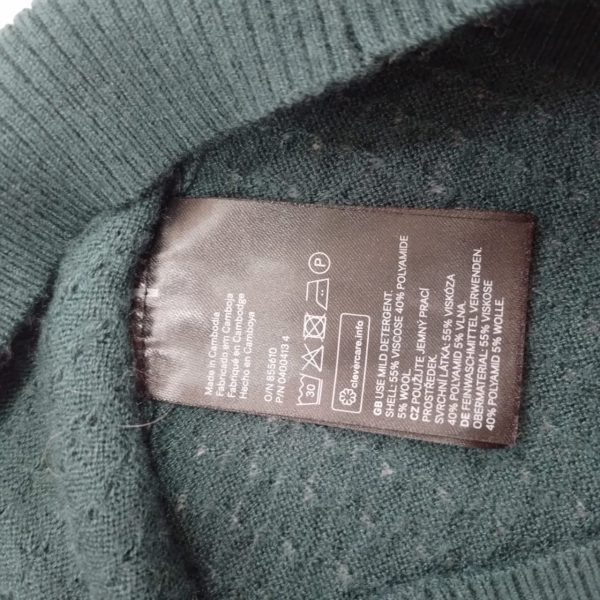 Made in Cambodia
Fabricado em Camboja
Fabriqué en Cambodge
Hecho en Camboya
O/N 855610
P/N 0400413 4
30
P
clevercare.info
GB USE MILD DETERGENT.
SHELL: 55% VISCOSE 40% POLYAMIDE
5% WOOL.
CZ POUŽIJTE JEMNÝ PRACÍ
PROSTŘEDEK.
SVRCHNÍ LÁTKA: 55% VISKÓZA
40% POLYAMID 5% VLNA.
DE FEINWASCHMITTEL VERWENDEN.
OBERMATERIAL: 55% VISKOSE
40% POLYAMID 5% WOLLE.